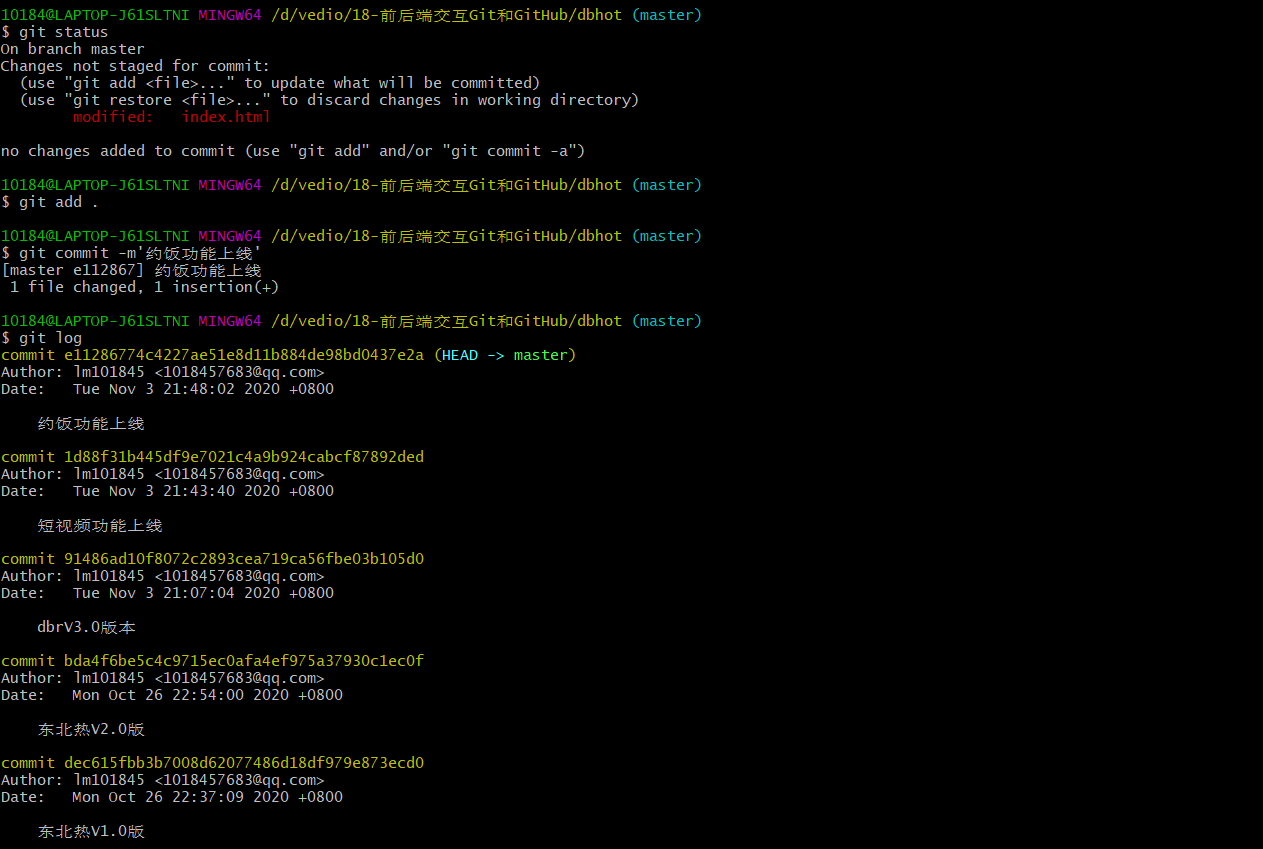 10184@LAPTOP-J61SLTNI MINGW64 /d/vedio/18-前后端交互Git和GitHub/dbhot (master)
$ git status
On branch master
Changes not staged for commit:
  (use "git add <file>..." to update what will be committed)
  (use "git restore <file>..." to discard changes in working directory)
        modified:   index.html
no changes added to commit (use "git add" and/or "git commit -a")
10184@LAPTOP-J61SLTNI MINGW64 /d/vedio/18-前后端交互Git和GitHub/dbhot (master)
$ git add .
10184@LAPTOP-J61SLTNI MINGW64 /d/vedio/18-前后端交互Git和GitHub/dbhot (master)
$ git commit -m'约饭功能上线'
[master e112867] 约饭功能上线
 1 file changed, 1 insertion(+)
10184@LAPTOP-J61SLTNI MINGW64 /d/vedio/18-前后端交互Git和GitHub/dbhot (master)
$ git log
commit e11286774c4227ae51e8d11b884de98bd0437e2a (HEAD -> master)
Author: lm101845 <1018457683@qq.com>
Date:   Tue Nov 3 21:48:02 2020 +0800
    约饭功能上线
commit 1d88f31b445df9e7021c4a9b924cabcf87892ded
Author: lm101845 <1018457683@qq.com>
Date:   Tue Nov 3 21:43:40 2020 +0800
    短视频功能上线
commit 91486ad10f8072c2893cea719ca56fbe03b105d0
Author: lm101845 <1018457683@qq.com>
Date:   Tue Nov 3 21:07:04 2020 +0800
    dbrV3.0版本
commit bda4f6be5c4c9715ec0afa4ef975a37930c1ec0f
Author: lm101845 <1018457683@qq.com>
Date:   Mon Oct 26 22:54:00 2020 +0800
    东北热V2.0版
commit dec615fbb3b7008d62077486d18df979e873ecd0
Author: lm101845 <1018457683@qq.com>
Date:   Mon Oct 26 22:37:09 2020 +0800
    东北热V1.0版